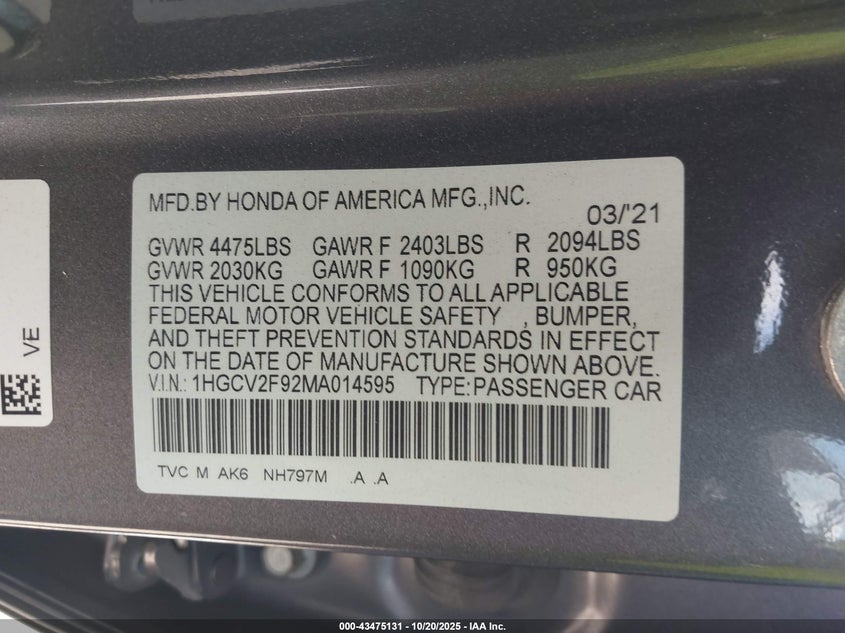 MFD.BY HONDA OF AMERICA MFG.,INC.
03/'21
GVWR 4475LBS GAWR F 2403LBS R 2094LBS
GVWR 2030KG GAWR F 1090KG R 950KG
THIS VEHICLE CONFORMS TO ALL APPLICABLE
FEDERAL MOTOR VEHICLE SAFETY , BUMPER,
AND THEFT PREVENTION STANDARDS IN EFFECT
ON THE DATE OF MANUFACTURE SHOWN ABOVE.
V.I.N.: 1HGCV2F92MA014595 TYPE:PASSENGER CAR
TVC M AK6 NH797M .A .A
VE
000-43475131 - 10/20/2025 - IAA Inc.